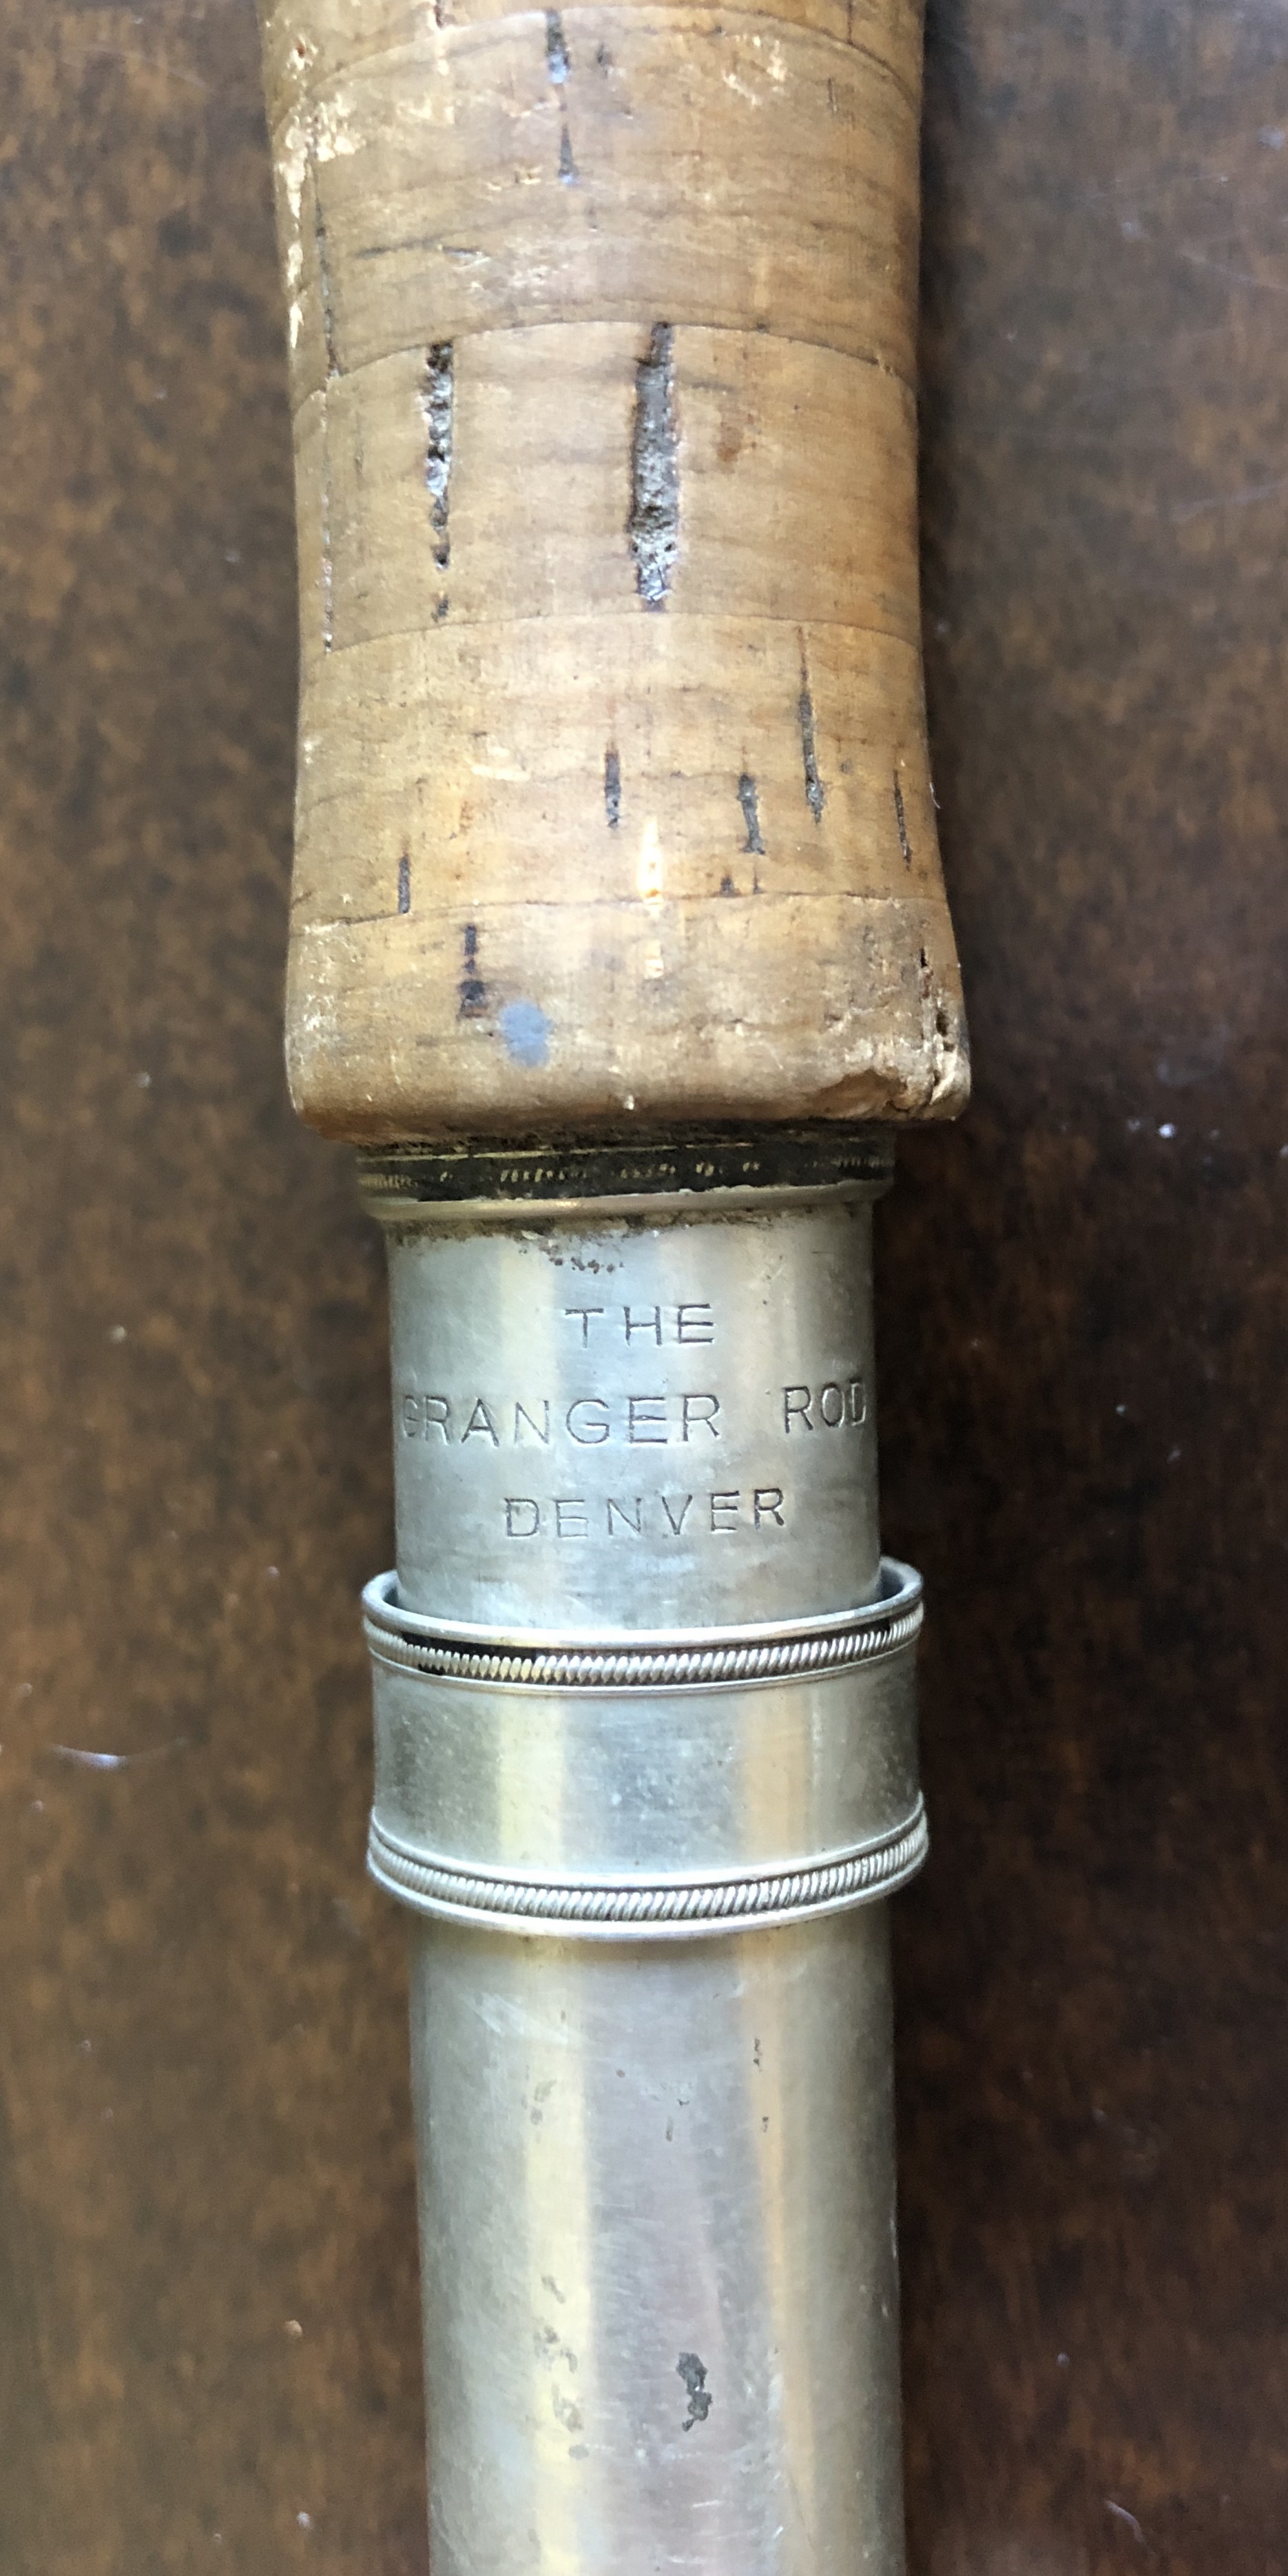 THE
GRANGER ROD
DENVER